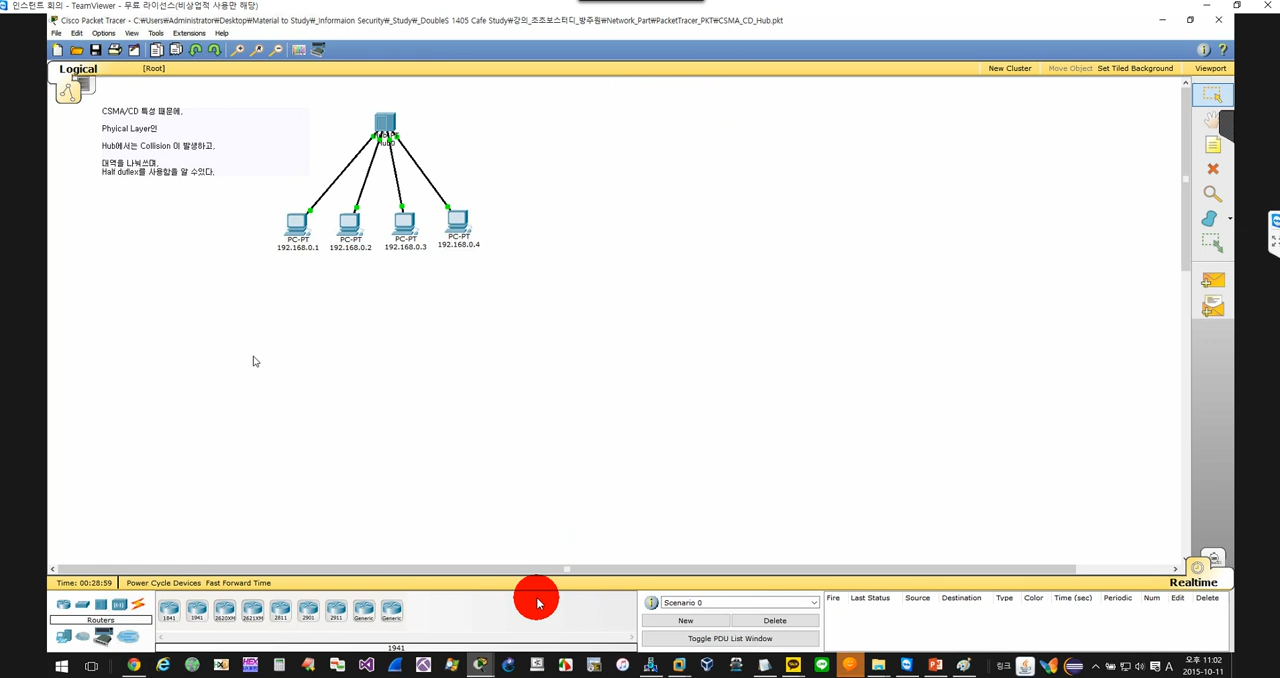 인스턴트 회의 - TeamViewer - 무료 라이선스(비상업적 사용만 해당)
Cisco Packet Tracer - C:₩Users₩Administrator₩Desktop₩Material to Study₩_Informaion Security₩_Study₩_DoubleS 1405 Cafe Study₩강의_조조보스터디_방주원₩Network_Part₩PacketTracer_PKT₩CSMA_CD_Hub.pkt
File Edit Options View Tools Extensions Help
Logical [Root] New Cluster Move Object Set Tiled Background Viewport
CSMA/CD 특성 때문에,
Phyical Layer인
Hub에서는 Collision 이 발생하고,
대역을 나눠쓰며,
Half duflex를 사용함을 알 수있다.
Hub0
PC-PT PC-PT PC-PT PC-PT
192.168.0.1 192.168.0.2 192.168.0.3 192.168.0.4
Time: 00:28:59 Power Cycle Devices Fast Forward Time
Realtime
Scenario 0
Fire Last Status Source Destination Type Color Time (sec) Periodic Num Edit Delete
1841 1941 2620XM 2621XM 2811 2901 2911 Generic Generic
Routers
New Delete
Toggle PDU List Window
1941
링크
A
오후 11:02
2015-10-11